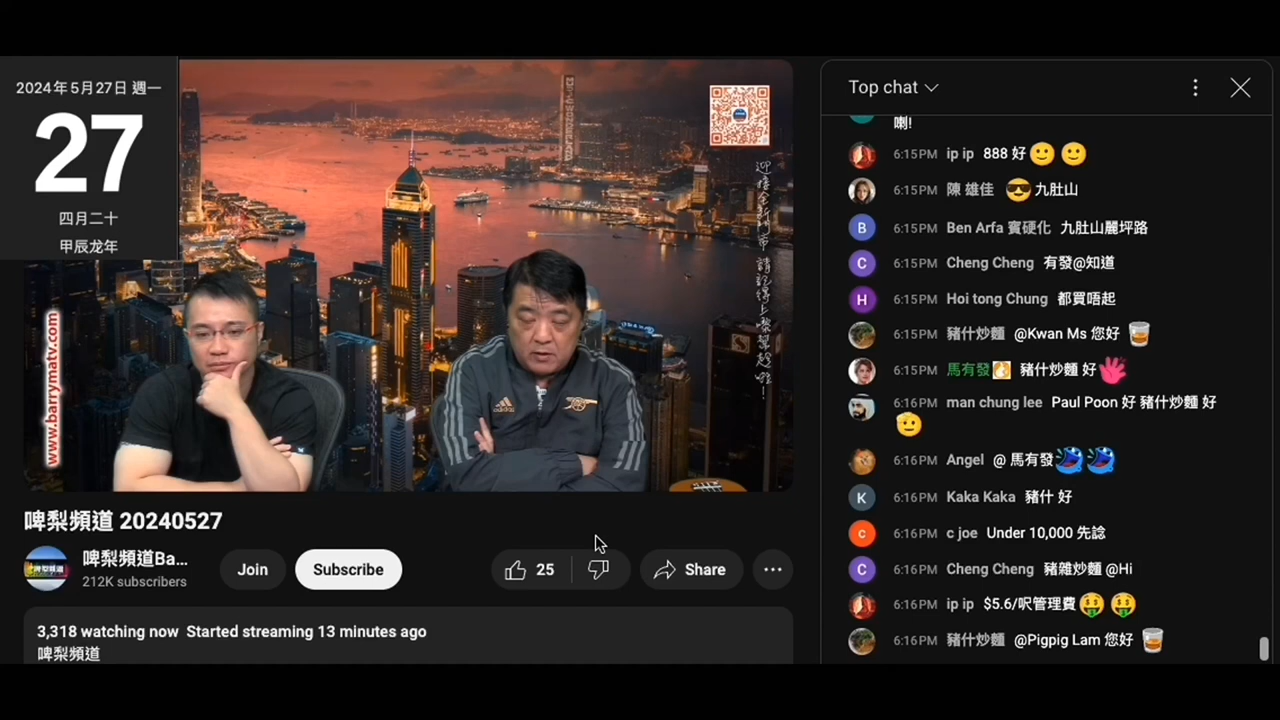 2024年5月27日 週一
27
四月二十
甲辰龙年
www.barrymatv.com
adidas
啤梨頻道 20240527
啤梨頻道Ba...
212K subscribers
Join
Subscribe
25
Share
3,318 watching now Started streaming 13 minutes ago
啤梨頻道
Top chat
喇!
6:15PM ip ip 888 好
6:15PM 陳 雄佳 九肚山
B 6:15PM Ben Arfa 賓硬化 九肚山麗坪路
C 6:15PM Cheng Cheng 有發@知道
H 6:15PM Hoi tong Chung 都買唔起
6:15PM 豬什炒麵 @Kwan Ms 您好
6:15PM 馬有發 豬什炒麵 好
6:16PM man chung lee Paul Poon 好 豬什炒麵 好
6:16PM Angel @ 馬有發
K 6:16PM Kaka Kaka 豬什 好
c 6:16PM c joe Under 10,000 先諗
C 6:16PM Cheng Cheng 豬雜炒麵 @Hi
6:16PM ip ip $5.6/呎管理費
6:16PM 豬什炒麵 @Pigpig Lam 您好